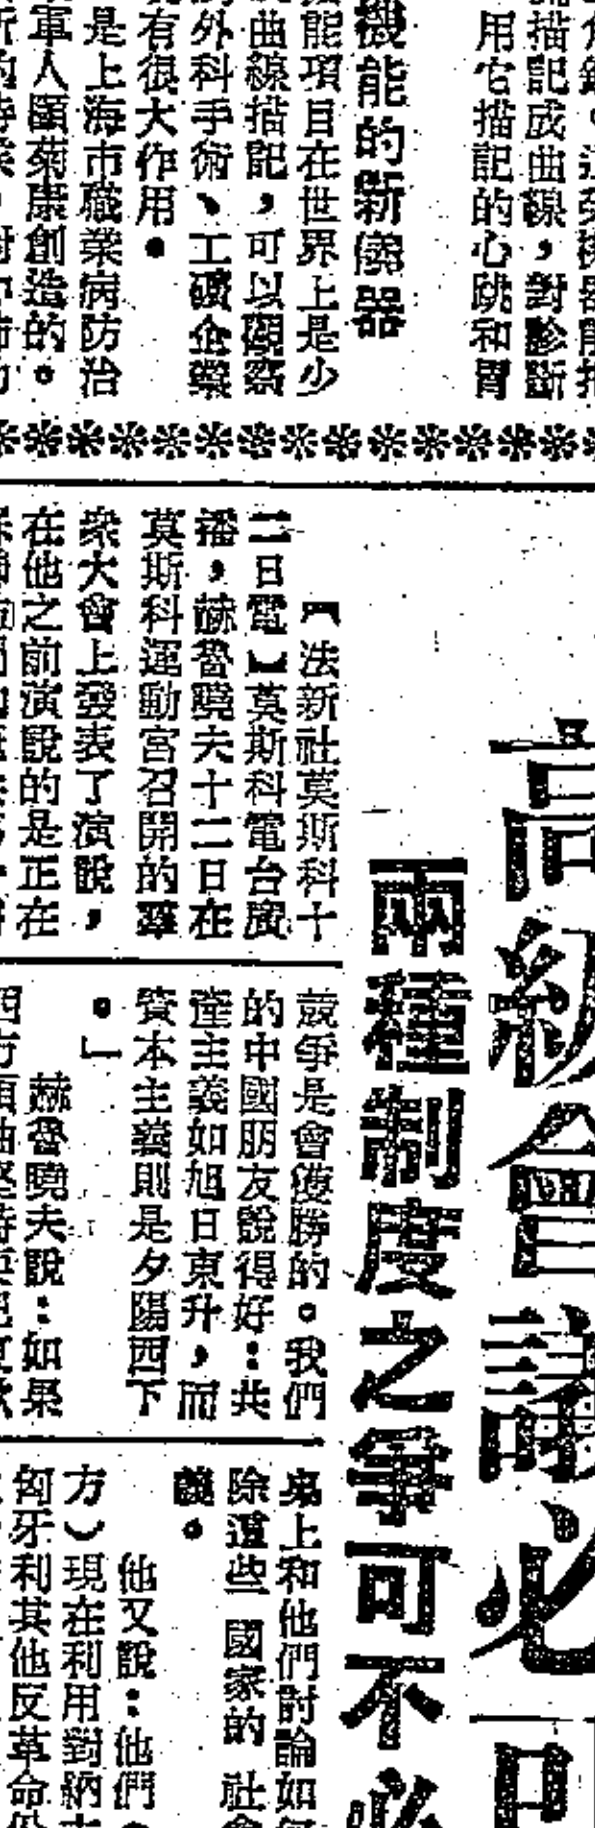 描記成曲線，對診斷
用它描記的心跳和胃
機能的新儀器
能項目在世界上是少
曲線描記，可以觀察
外科手術、工礦企業
有很大作用。
是上海市職業病防治
軍人顧菊康創造的。
高級會議必
兩種制度之爭可不必
【法新社莫斯科十
二日電】莫斯科電台廣
播，赫魯曉夫十二日在
莫斯科運動宮召開的羣
衆大會上發表了演說，
在他之前演說的是正在
競爭是會獲勝的。我們
的中國朋友說得好：共
產主義如旭日東升，而
資本主義則是夕陽西下
。」
赫魯曉夫說：如果
桌上和他們討論如何
除這些國家的社會
義。
他又說：他們
方）現在利用對納
匈牙利其他反革命份